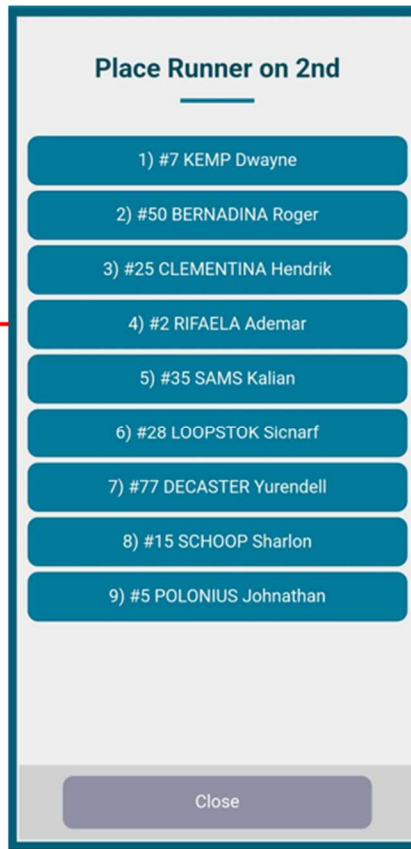 Place Runner on 2nd
1) #7 KEMP Dwayne
2) #50 BERNADINA Roger
3) #25 CLEMENTINA Hendrik
4) #2 RIFAELA Ademar
5) #35 SAMS Kalian
6) #28 LOOPSTOK Sicnarf
7) #77 DECASTER Yurendell
8) #15 SCHOOP Sharlon
9) #5 POLONIUS Johnathan
Close